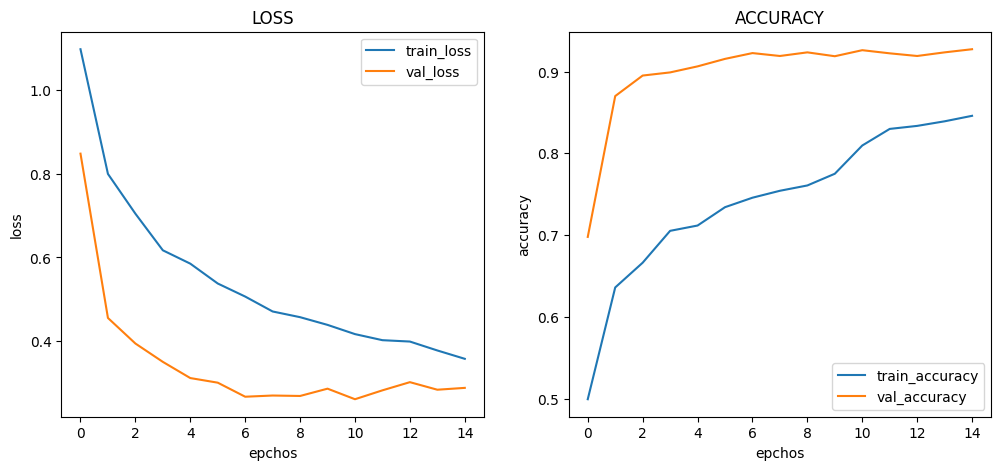 LOSS
train_loss
val_loss
1.0
0.8
0.6
0.4
loss
0 2 4 6 8 10 12 14
epchos
ACCURACY
0.9
0.8
0.7
0.6
0.5
accuracy
train_accuracy
val_accuracy
0 2 4 6 8 10 12 14
epchos